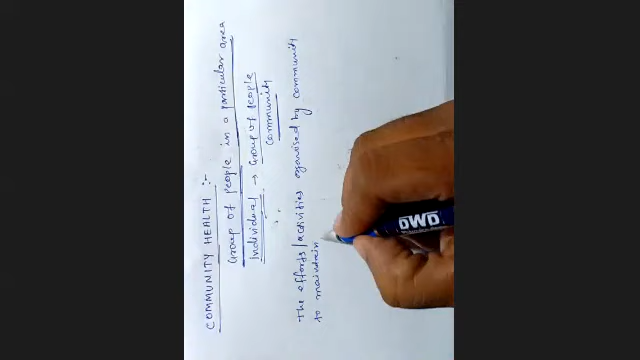 COMMUNITY HEALTH :-
Group of people in a particular area
Individual → Group of people
community
The efforts/activities organised by community
to maintain
OMO